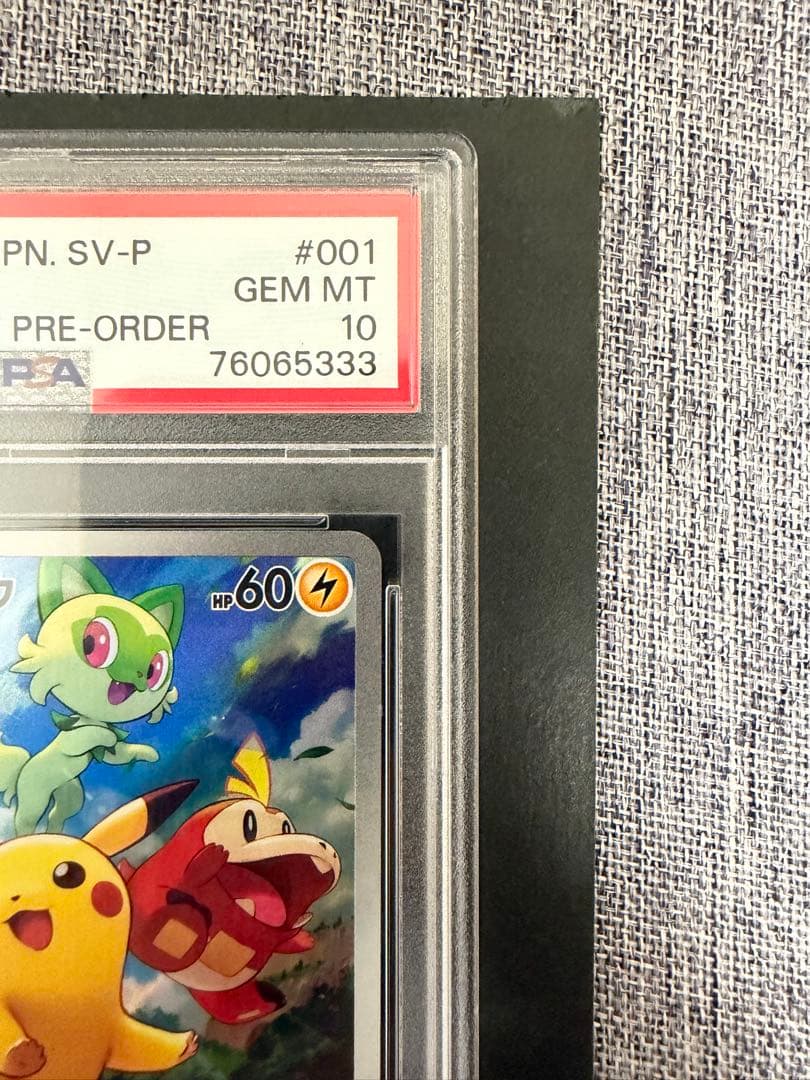 PN. SV-P #001
GEM MT
PRE-ORDER 10
PSA 76065333
HP60